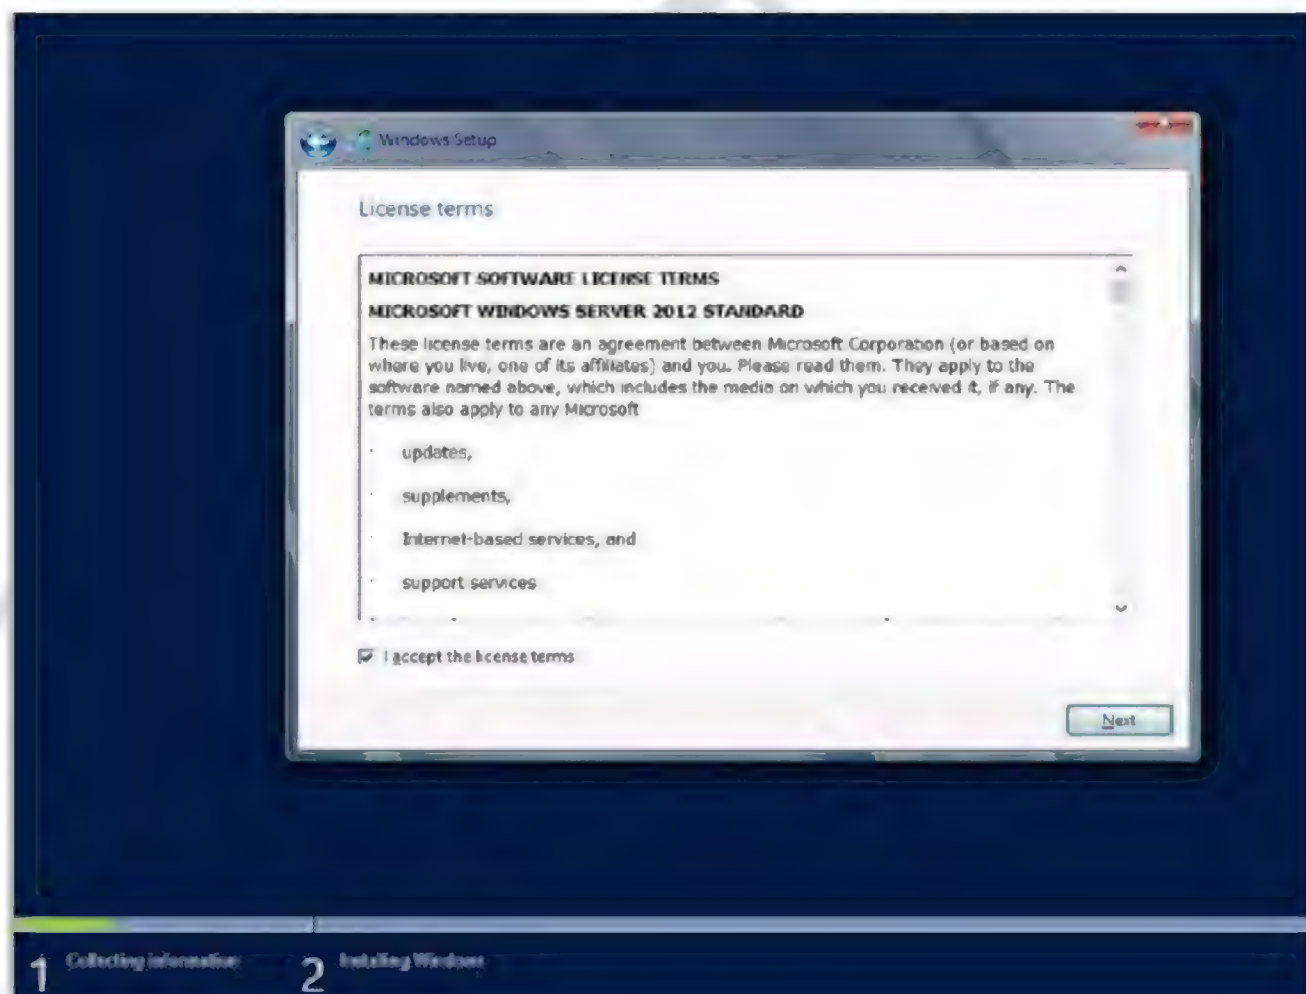 Windows Setup
License terms
MICROSOFT SOFTWARE LICENSE TERMS
MICROSOFT WINDOWS SERVER 2012 STANDARD
These license terms are an agreement between Microsoft Corporation (or based on
where you live, one of its affiliates) and you. Please read them. They apply to the
software named above, which includes the media on which you received it, if any. The
terms also apply to any Microsoft
· updates,
· supplements,
· Internet-based services, and
· support services
I accept the license terms
Next
1 Collecting information
2 Installing Windows